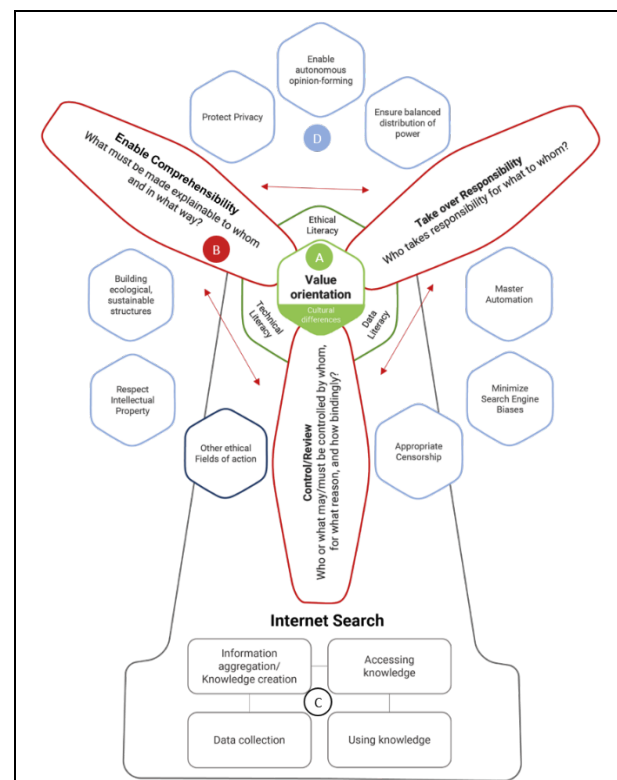 Enable
autonomous
opinion-forming
Protect Privacy
Ensure balanced
distribution of
power
D
Enable Comprehensibility
What must be made explainable to whom
and in what way?
B
Take over Responsibility
Who takes responsibility for what to whom?
Ethical
Literacy
A
Value
orientation
Cultural
differences
Technical
Literacy
Data
Literacy
Building
ecological,
sustainable
structures
Master
Automation
Respect
Intellectual
Property
Minimize
Search Engine
Biases
Other ethical
Fields of action
Appropriate
Censorship
Control/Review
Who or what may/must be controlled by whom,
for what reason, and how bindingly?
Internet Search
Information
aggregation/
Knowledge creation
Accessing
knowledge
C
Data collection
Using knowledge